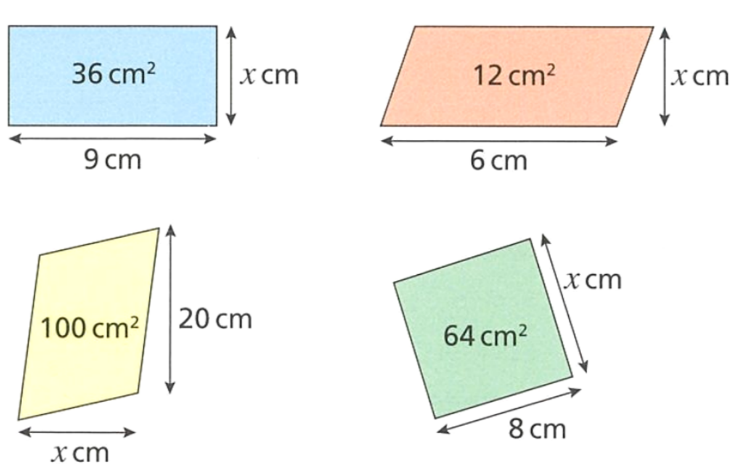 36 cm²
x cm
9 cm
12 cm²
x cm
6 cm
100 cm²
20 cm
x cm
64 cm²
x cm
8 cm